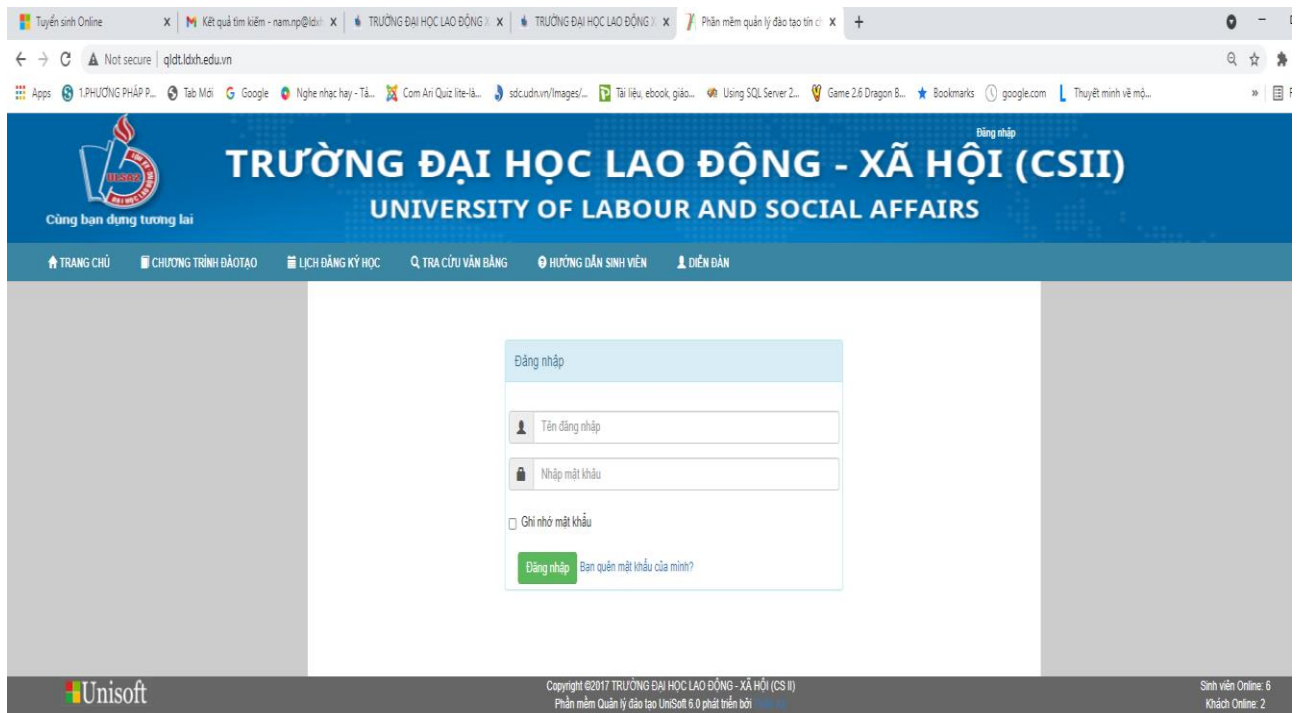 Tuyển sinh Online
Kết quả tìm kiếm - nam.np@ldxh
TRƯỜNG ĐẠI HỌC LAO ĐỘNG X
TRƯỜNG ĐẠI HỌC LAO ĐỘNG X
Phần mềm quản lý đào tạo tín ch
Not secure | qldt.ldxh.edu.vn
Apps 1.PHƯƠNG PHÁP P... Tab Mới Google Nghe nhạc hay - Tả... Com Ari Quiz lite-là... sdc.udn.vn/Images/... Tài liệu, ebook, giáo... Using SQL Server 2... Game 2.6 Dragon B... Bookmarks google.com Thuyết minh về mộ... »
Đăng nhập
TRƯỜNG ĐẠI HỌC LAO ĐỘNG - XÃ HỘI (CSII)
ULSA2
Cùng bạn dựng tương lai
UNIVERSITY OF LABOUR AND SOCIAL AFFAIRS
TRANG CHỦ CHƯƠNG TRÌNH ĐÀOTẠO LỊCH ĐĂNG KÝ HỌC TRA CỨU VĂN BẰNG HƯỚNG DẪN SINH VIÊN DIỄN ĐÀN
Đăng nhập
Tên đăng nhập
Nhập mật khẩu
Ghi nhớ mật khẩu
Đăng nhập Bạn quên mật khẩu của mình?
Unisoft
Copyright ©2017 TRƯỜNG ĐẠI HỌC LAO ĐỘNG - XÃ HỘI (CS II)
Phần mềm Quản lý đào tạo UniSoft 6.0 phát triển bởi
Sinh viên Online: 6
Khách Online: 2